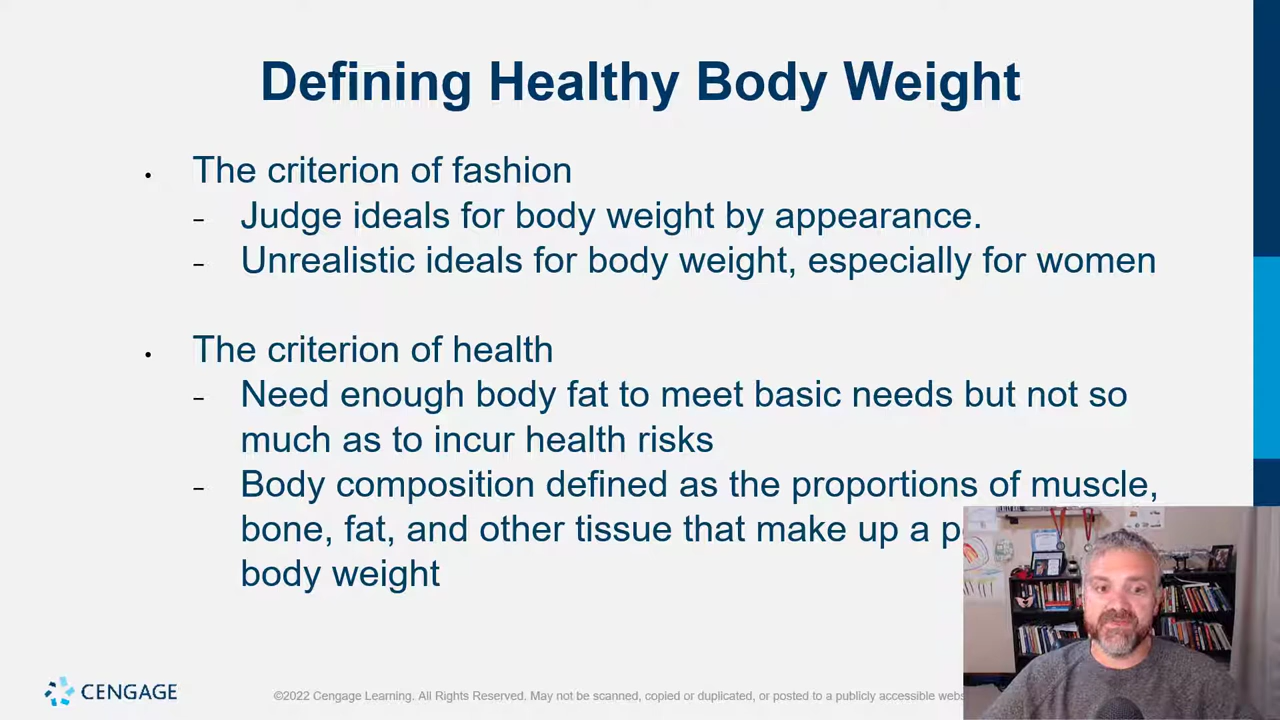 Defining Healthy Body Weight
• The criterion of fashion
– Judge ideals for body weight by appearance.
– Unrealistic ideals for body weight, especially for women
• The criterion of health
– Need enough body fat to meet basic needs but not so
much as to incur health risks
– Body composition defined as the proportions of muscle,
bone, fat, and other tissue that make up a
body weight
CENGAGE
©2022 Cengage Learning. All Rights Reserved. May not be scanned, copied or duplicated, or posted to a publicly accessible